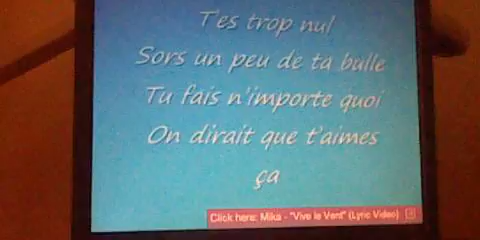 T'es trop nul
Sors un peu de ta bulle
Tu fais n'importe quoi
On dirait que t'aimes
ça
Click here: Mika - "Vive le Vent" (Lyric Video)